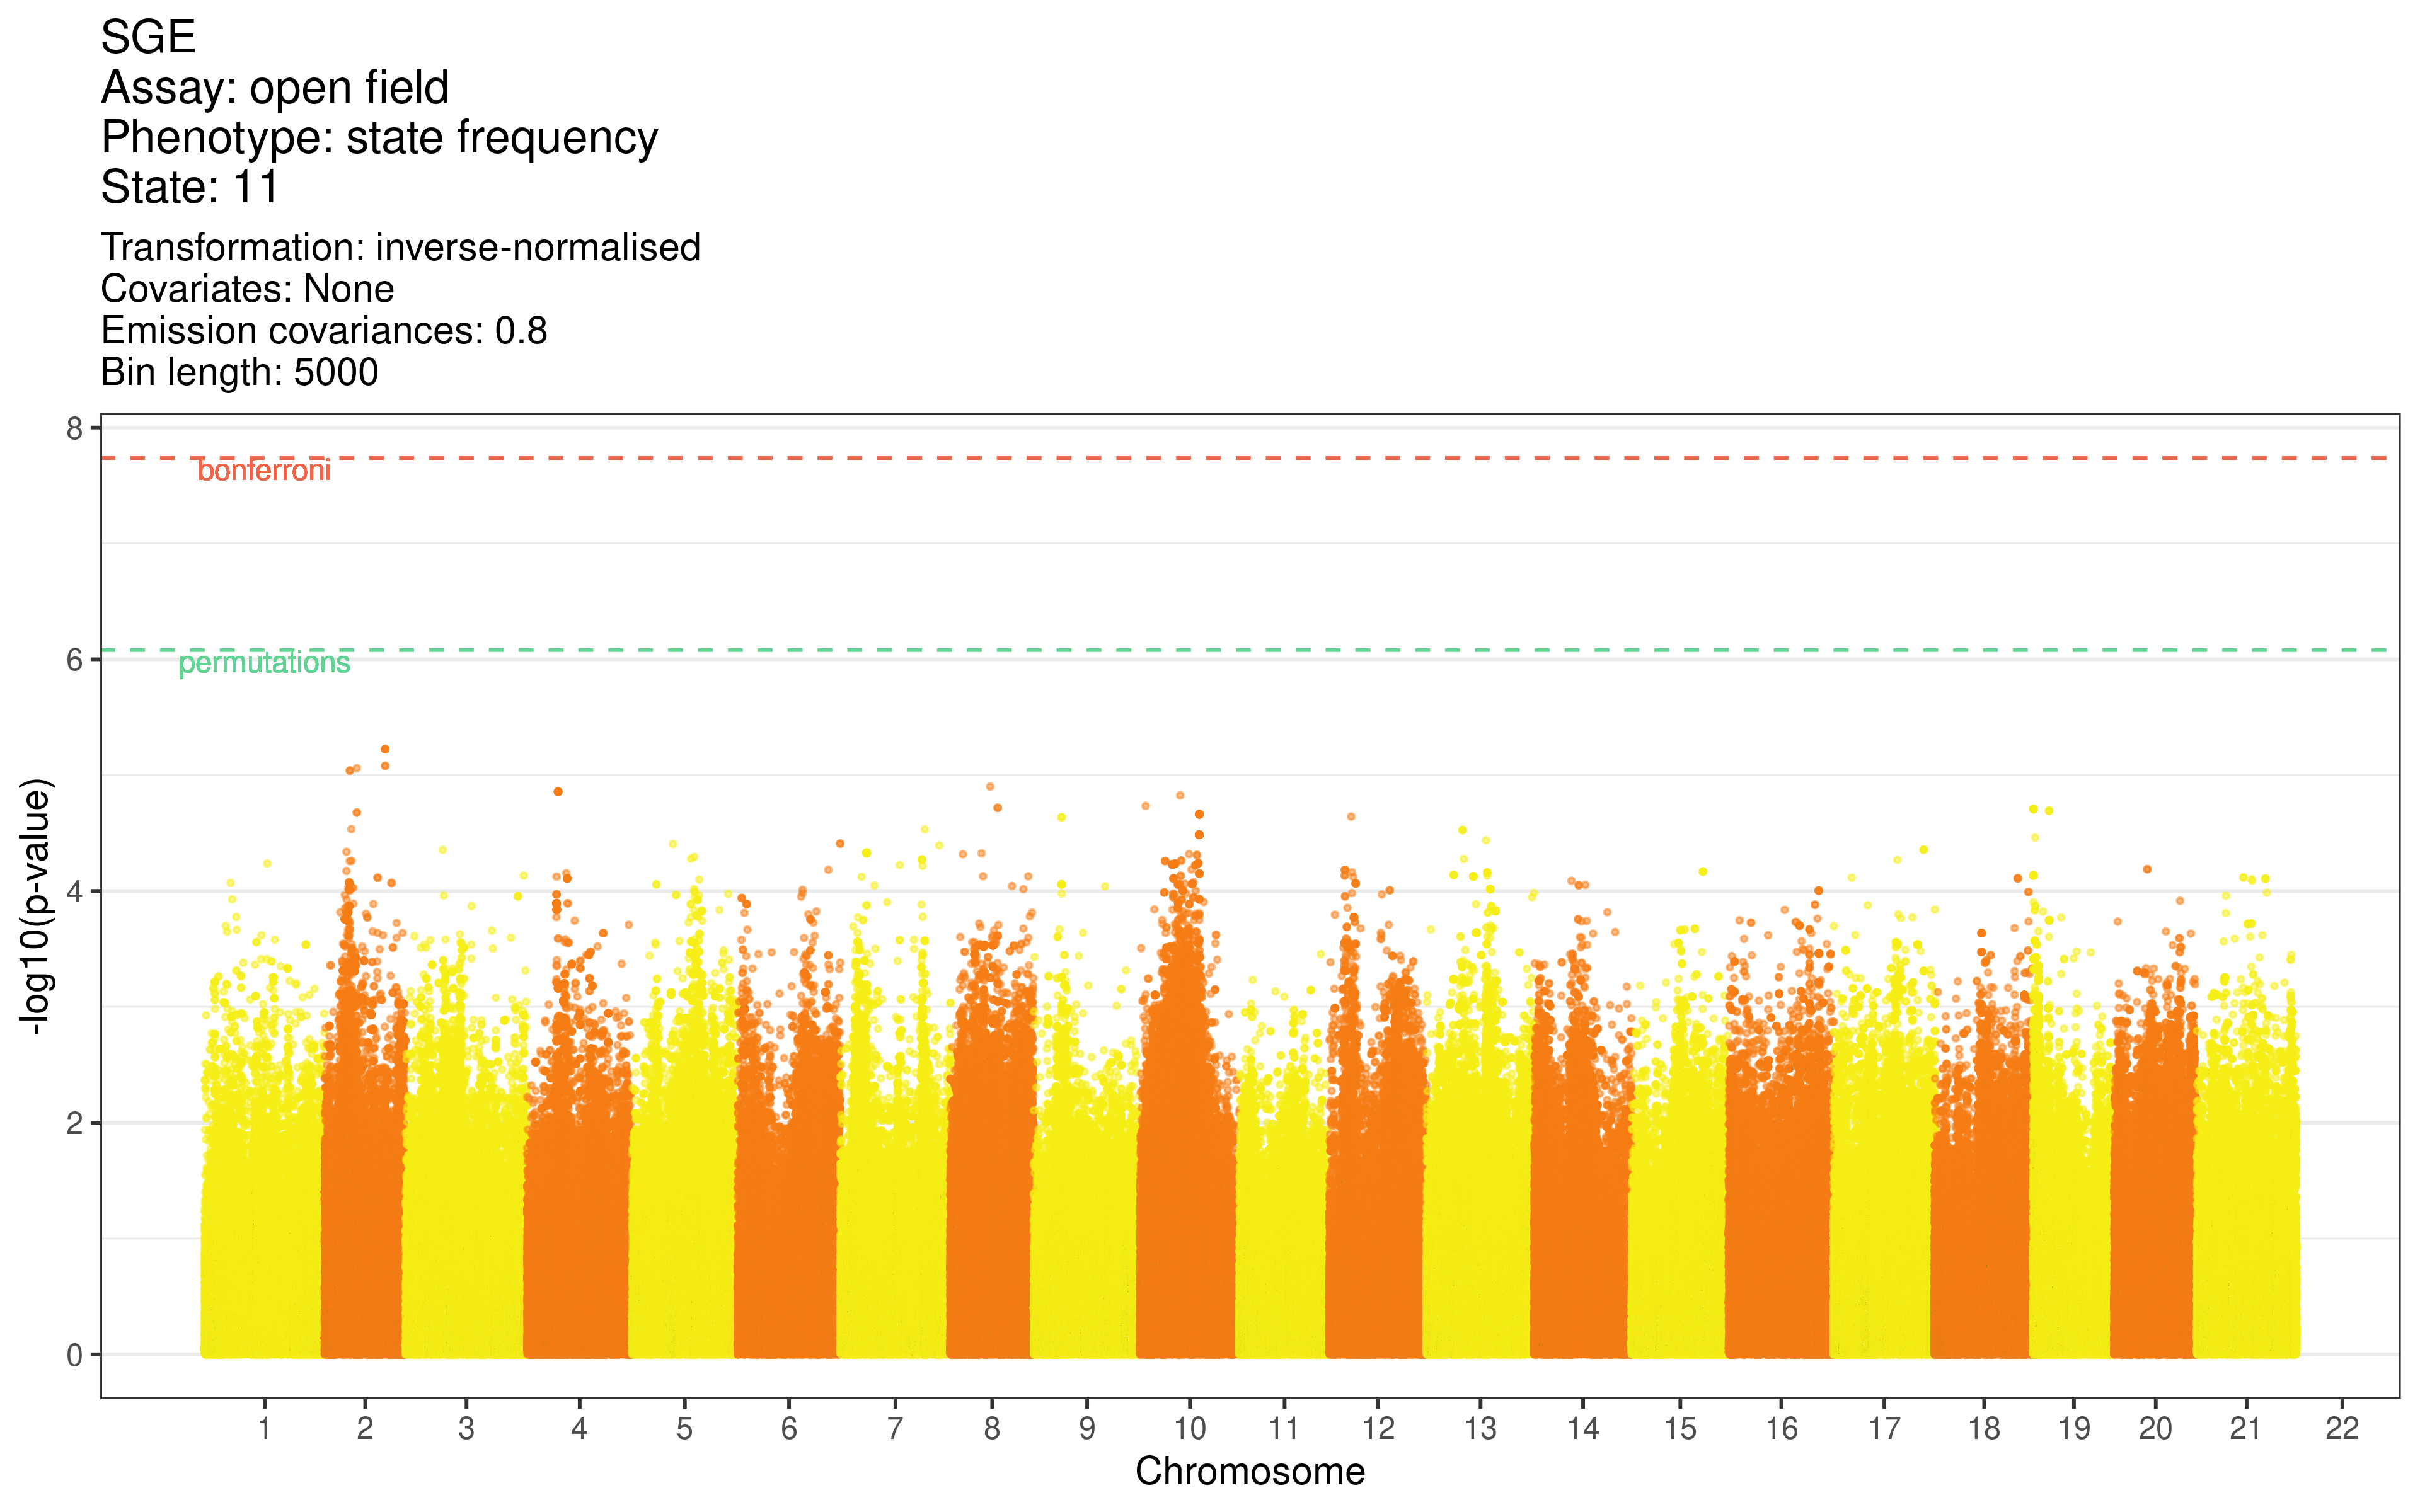 SGE
Assay: open field
Phenotype: state frequency
State: 11
Transformation: inverse-normalised
Covariates: None
Emission covariances: 0.8
Bin length: 5000
8
bonferroni
6
permutations
4
2
0
-log10(p-value)
1 2 3 4 5 6 7 8 9 10 11 12 13 14 15 16 17 18 19 20 21 22
Chromosome